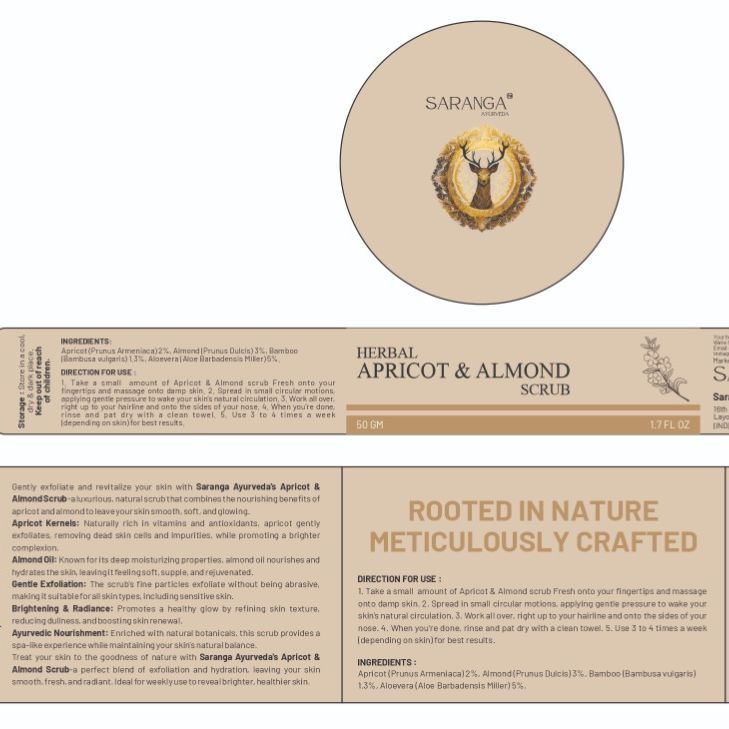 SARANGA
AYURVEDA
Storage : Store in a cool,
dry & dark place,
Keep out of reach
of children.
INGREDIENTS:
Apricot (Prunus Armeniaca) 2%, Almond (Prunus Dulcis) 3%, Bamboo
(Bambusa vulgaris) 1.3%, Aloevera (Aloe Barbadensis Miller) 5%,
DIRECTION FOR USE :
1. Take a small amount of Apricot & Almond scrub Fresh onto your
fingertips and massage onto damp skin. 2. Spread in small circular motions,
applying gentle pressure to wake your skin's natural circulation. 3. Work all over,
right up to your hairline and onto the sides of your nose. 4. When you're done,
rinse and pat dry with a clean towel. 5. Use 3 to 4 times a week
(depending on skin) for best results.
HERBAL
APRICOT & ALMOND
SCRUB
50 GM
1.7 FL OZ
Gently exfoliate and revitalize your skin with Saranga Ayurveda's Apricot &
Almond Scrub-a luxurious, natural scrub that combines the nourishing benefits of
apricot and almond to leave your skin smooth, soft, and glowing.
Apricot Kernels: Naturally rich in vitamins and antioxidants, apricot gently
exfoliates, removing dead skin cells and impurities, while promoting a brighter
complexion.
Almond Oil: Known for its deep moisturizing properties, almond oil nourishes and
hydrates the skin, leaving it feeling soft, supple, and rejuvenated.
Gentle Exfoliation: The scrub's fine particles exfoliate without being abrasive,
making it suitable for all skin types, including sensitive skin.
Brightening & Radiance: Promotes a healthy glow by refining skin texture,
reducing dullness, and boosting skin renewal.
Ayurvedic Nourishment: Enriched with natural botanicals, this scrub provides a
spa-like experience while maintaining your skin's natural balance.
Treat your skin to the goodness of nature with Saranga Ayurveda's Apricot &
Almond Scrub-a perfect blend of exfoliation and hydration, leaving your skin
smooth, fresh, and radiant. Ideal for weekly use to reveal brighter, healthier skin.
ROOTED IN NATURE
METICULOUSLY CRAFTED
DIRECTION FOR USE :
1. Take a small amount of Apricot & Almond scrub Fresh onto your fingertips and massage
onto damp skin. 2. Spread in small circular motions, applying gentle pressure to wake your
skin's natural circulation. 3. Work all over, right up to your hairline and onto the sides of your
nose. 4. When you're done, rinse and pat dry with a clean towel. 5. Use 3 to 4 times a week
(depending on skin) for best results.
INGREDIENTS :
Apricot (Prunus Armeniaca) 2%, Almond (Prunus Dulcis) 3%, Bamboo (Bambusa vulgaris)
1.3%, Aloevera (Aloe Barbadensis Miller) 5%,